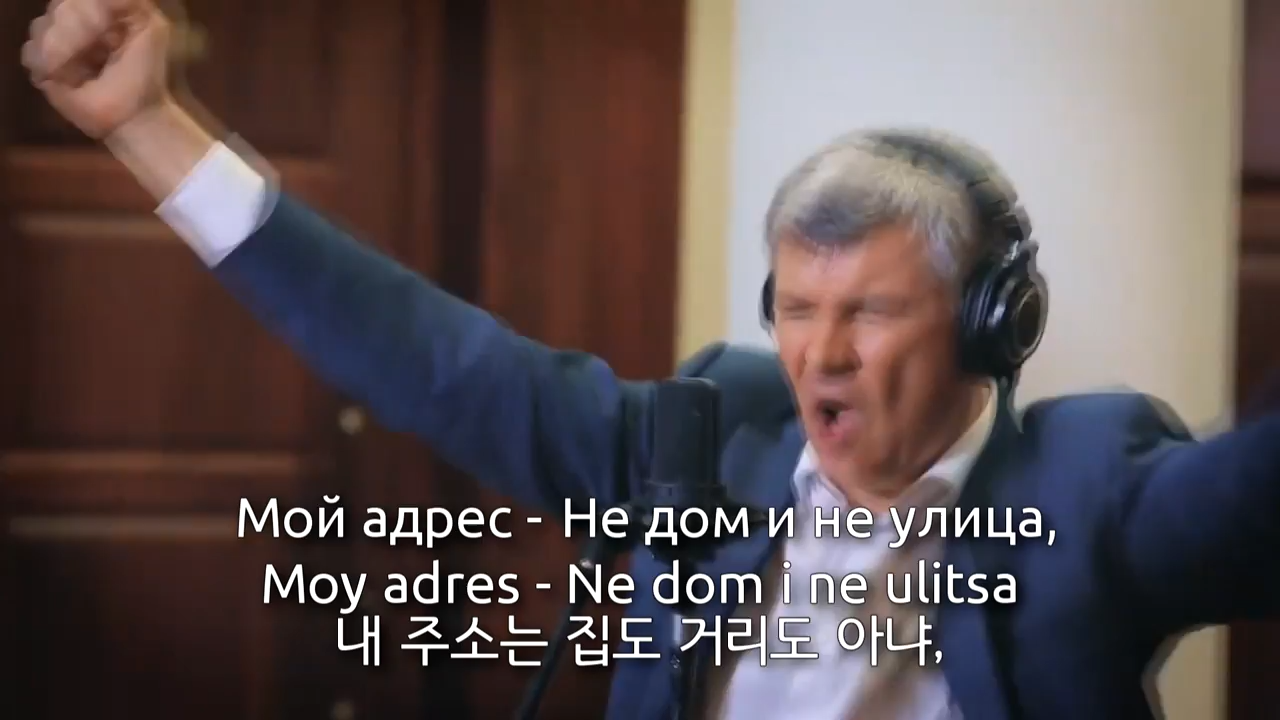 Мой адрес - Не дом и не улица,
Moy adres - Ne dom i ne ulitsa
내 주소는 집도 거리도 아냐,